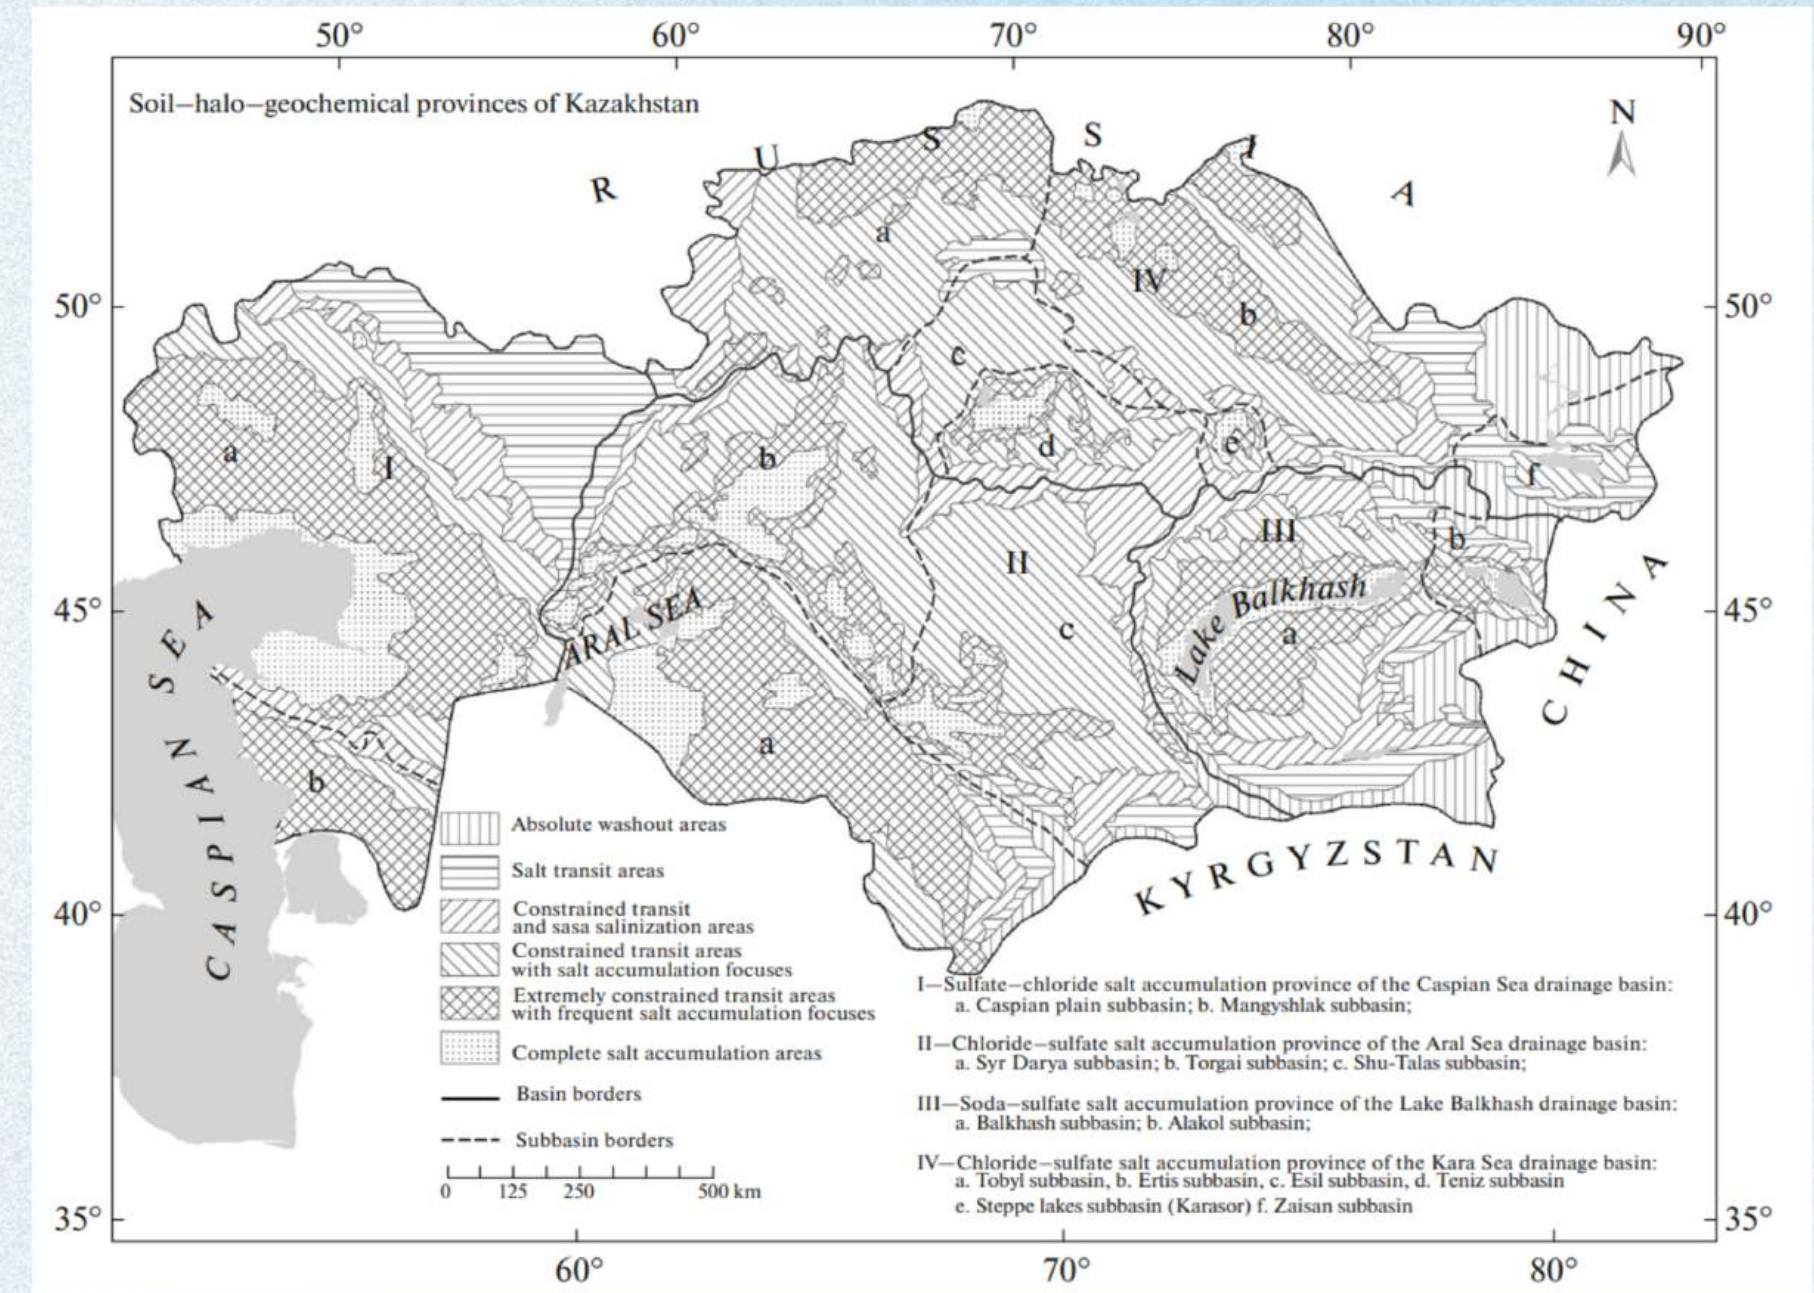 50° 60° 70° 80° 90°
Soil—halo—geochemical provinces of Kazakhstan
N
R U S S I A
a
IV
50° 50°
b
c
a I b d e f
III b
II
45° 45°
ARAL SEA
Lake Balkhash
c a
CASPIAN SEA
CHINA
a
b
Absolute washout areas
KYRGYZSTAN
Salt transit areas
Constrained transit
and sasa salinization areas
40° 40°
Constrained transit areas
with salt accumulation focuses
Extremely constrained transit areas
with frequent salt accumulation focuses
Complete salt accumulation areas
Basin borders
Subbasin borders
0 125 250 500 km
I—Sulfate—chloride salt accumulation province of the Caspian Sea drainage basin:
a. Caspian plain subbasin; b. Mangyshlak subbasin;
II—Chloride—sulfate salt accumulation province of the Aral Sea drainage basin:
a. Syr Darya subbasin; b. Torgai subbasin; c. Shu-Talas subbasin;
III—Soda—sulfate salt accumulation province of the Lake Balkhash drainage basin:
a. Balkhash subbasin; b. Alakol subbasin;
IV—Chloride—sulfate salt accumulation province of the Kara Sea drainage basin:
a. Tobyl subbasin, b. Ertis subbasin, c. Esil subbasin, d. Teniz subbasin
e. Steppe lakes subbasin (Karasor) f. Zaisan subbasin
35° 35°
60° 70° 80°